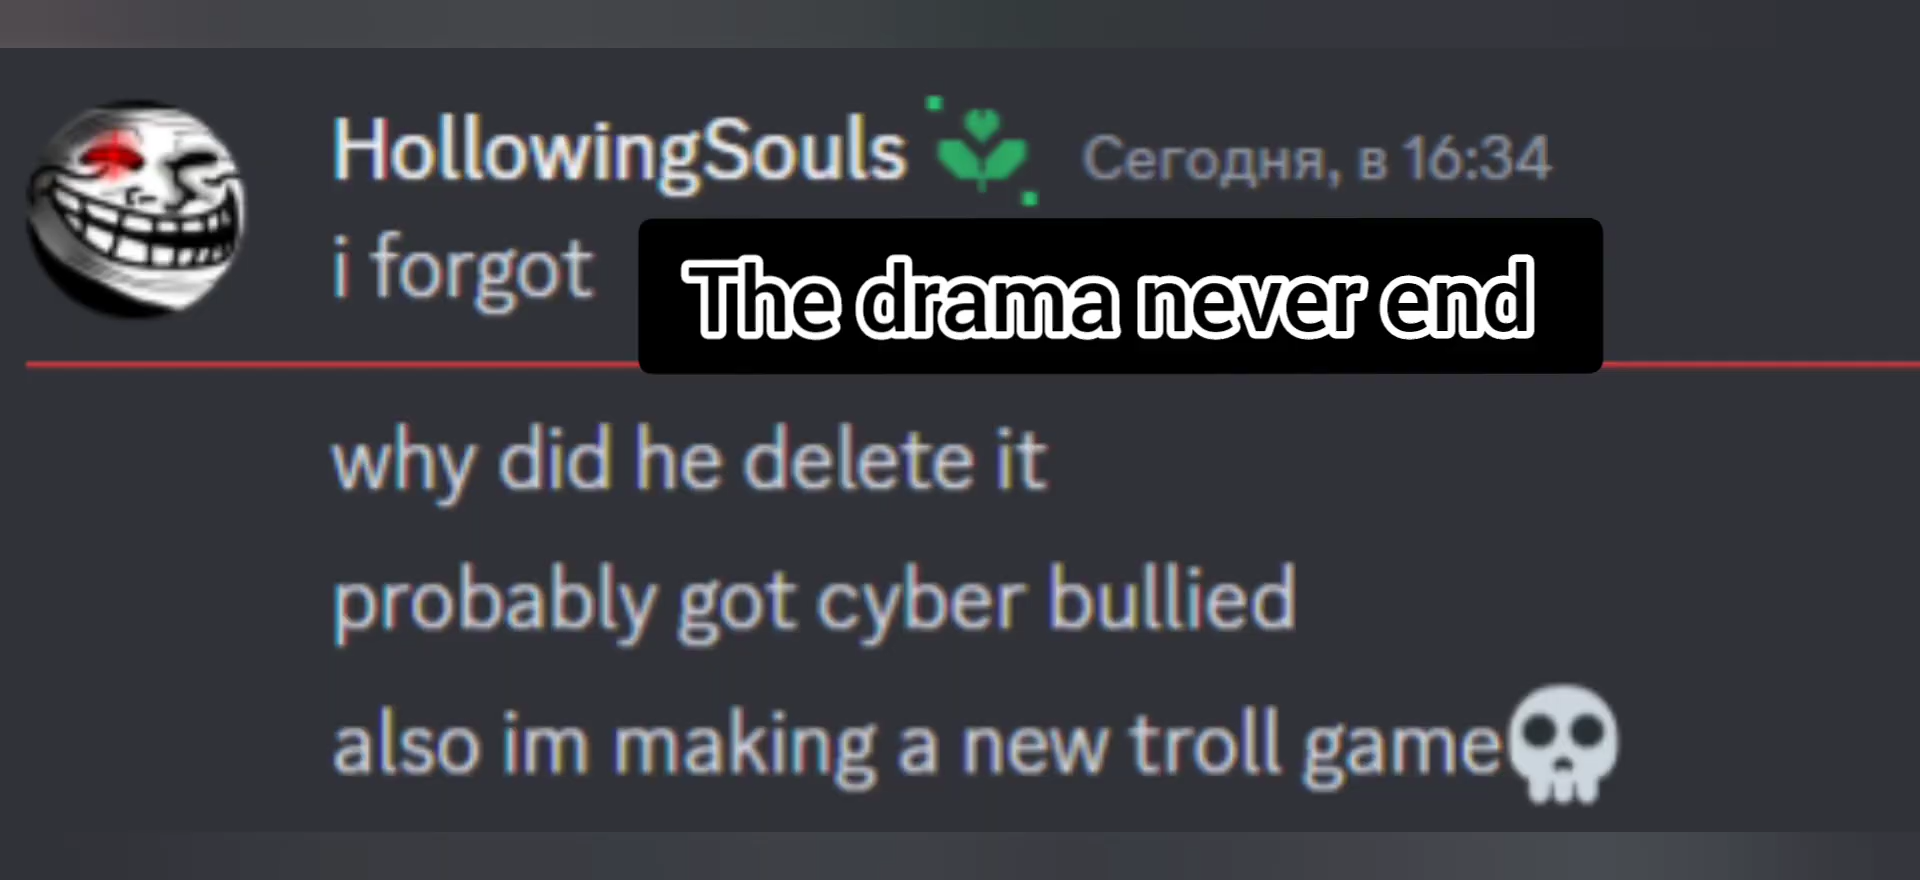 HollowingSouls Сегодня, в 16:34
i forgot
The drama never end
why did he delete it
probably got cyber bullied
also im making a new troll game💀